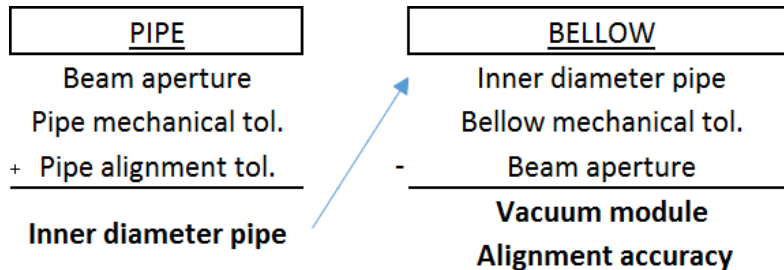 PIPE
Beam aperture
Pipe mechanical tol.
+ Pipe alignment tol.
Inner diameter pipe
BELLOW
Inner diameter pipe
Bellow mechanical tol.
- Beam aperture
Vacuum module
Alignment accuracy